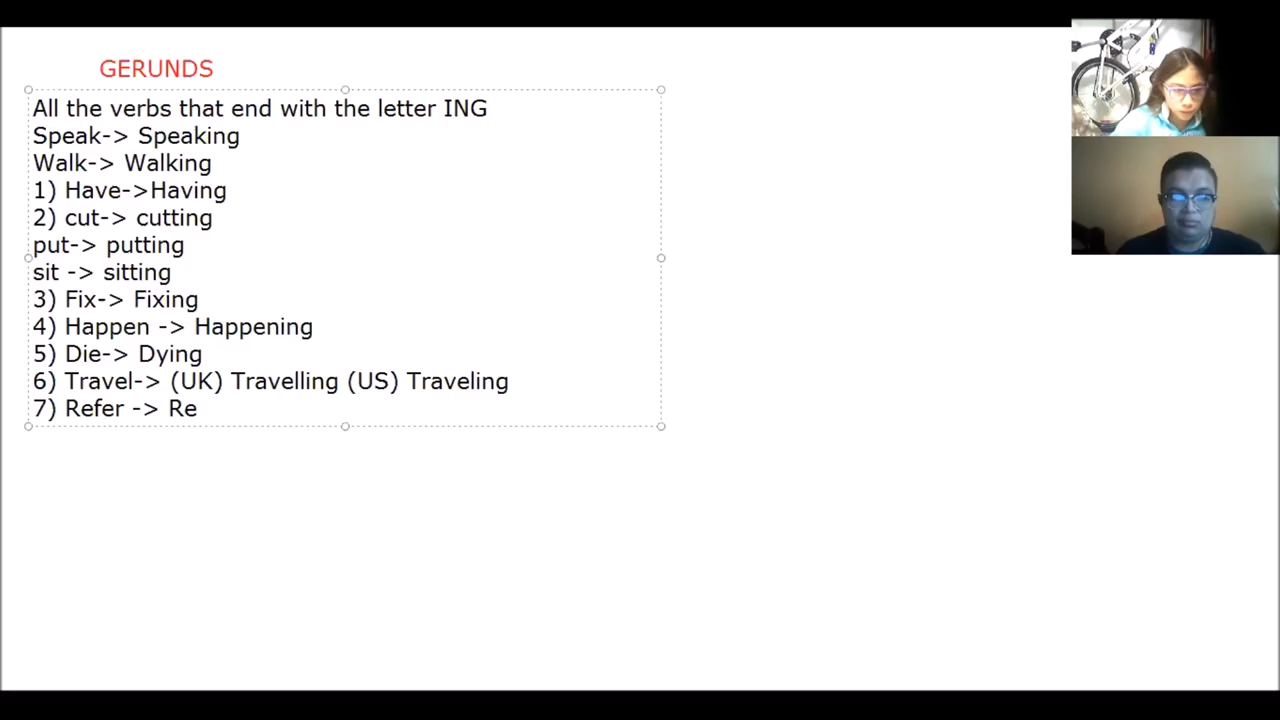 GERUNDS
All the verbs that end with the letter ING
Speak-> Speaking
Walk-> Walking
1) Have->Having
2) cut-> cutting
put-> putting
sit -> sitting
3) Fix-> Fixing
4) Happen -> Happening
5) Die-> Dying
6) Travel-> (UK) Travelling (US) Traveling
7) Refer -> Re